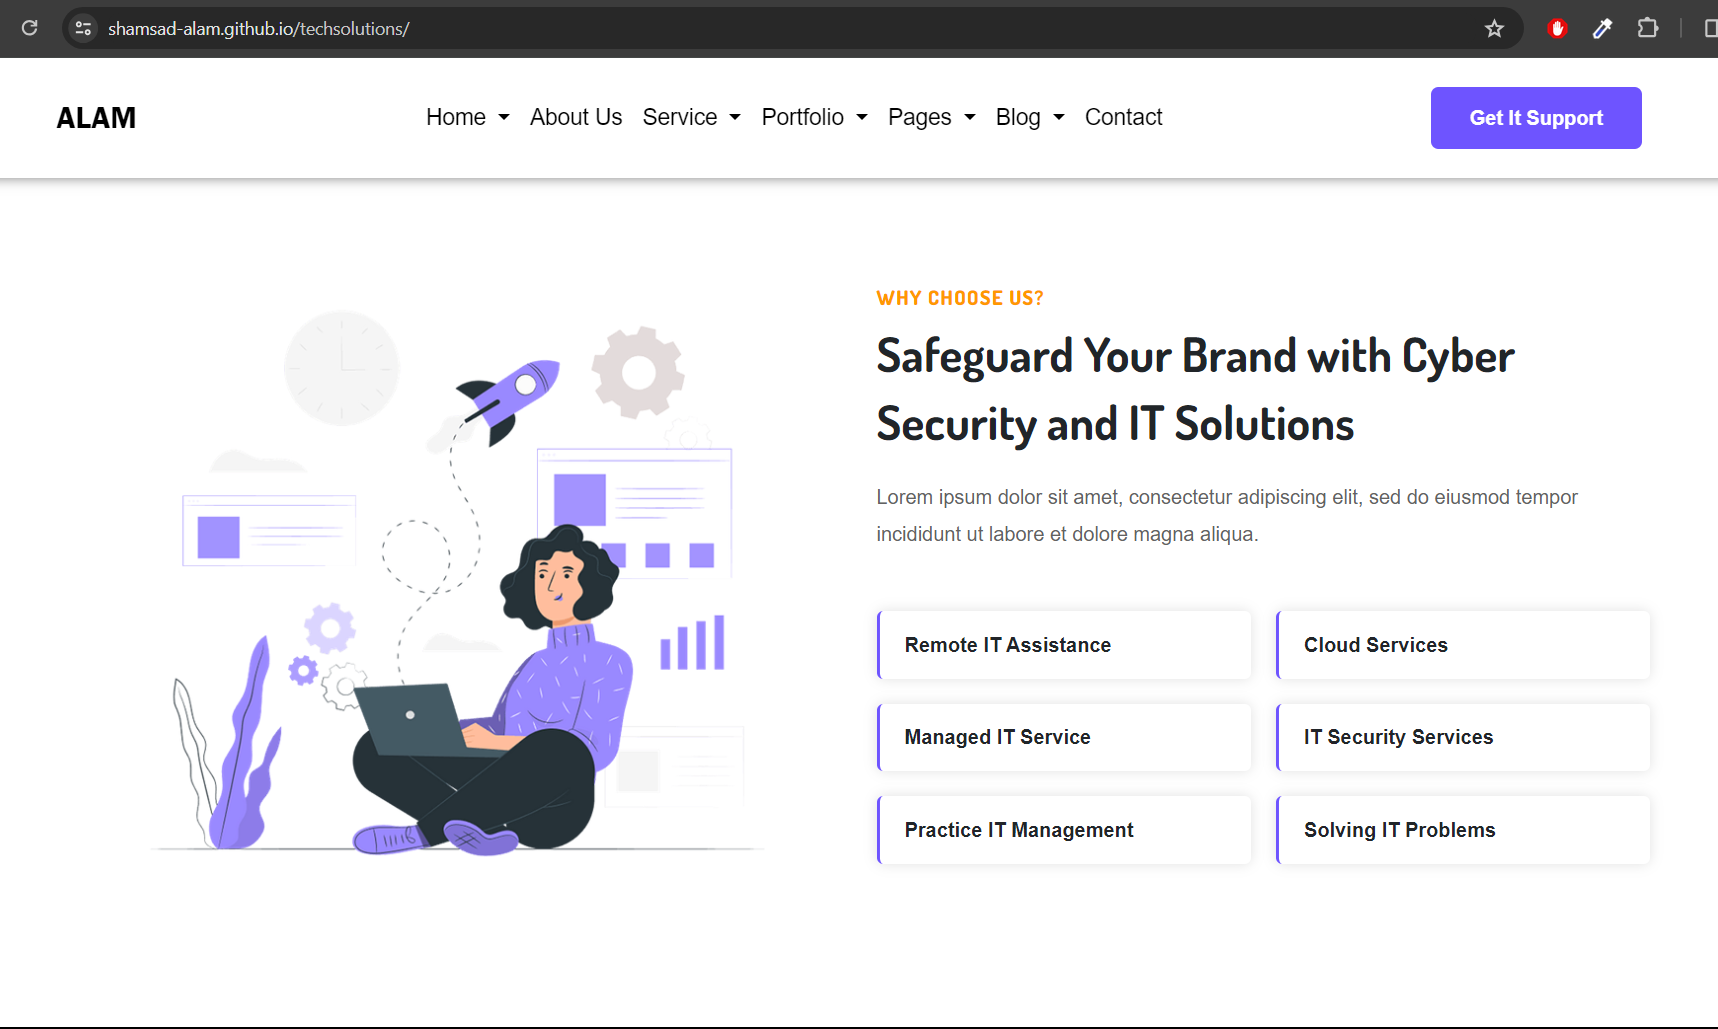 shamsad-alam.github.io/techsolutions/
ALAM
Home About Us Service Portfolio Pages Blog Contact
Get It Support
WHY CHOOSE US?
Safeguard Your Brand with Cyber
Security and IT Solutions
Lorem ipsum dolor sit amet, consectetur adipiscing elit, sed do eiusmod tempor
incididunt ut labore et dolore magna aliqua.
Remote IT Assistance
Cloud Services
Managed IT Service
IT Security Services
Practice IT Management
Solving IT Problems